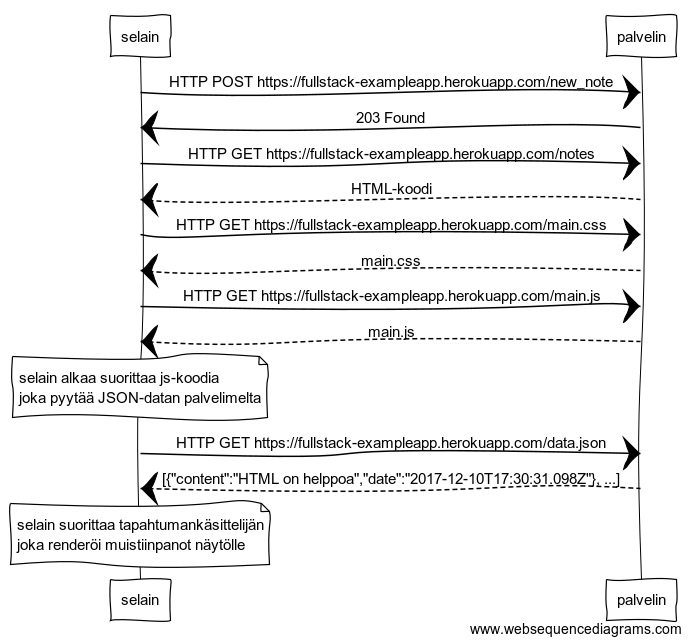 selain
palvelin
HTTP POST https://fullstack-exampleapp.herokuapp.com/new_note
203 Found
HTTP GET https://fullstack-exampleapp.herokuapp.com/notes
HTML-koodi
HTTP GET https://fullstack-exampleapp.herokuapp.com/main.css
main.css
HTTP GET https://fullstack-exampleapp.herokuapp.com/main.js
main.js
selain alkaa suorittaa js-koodia
joka pyytää JSON-datan palvelimelta
HTTP GET https://fullstack-exampleapp.herokuapp.com/data.json
[{"content":"HTML on helppoa","date":"2017-12-10T17:30:31.098Z"}, ...]
selain suorittaa tapahtumankäsittelijän
joka renderöi muistiinpanot näytölle
selain
palvelin
www.websequencediagrams.com